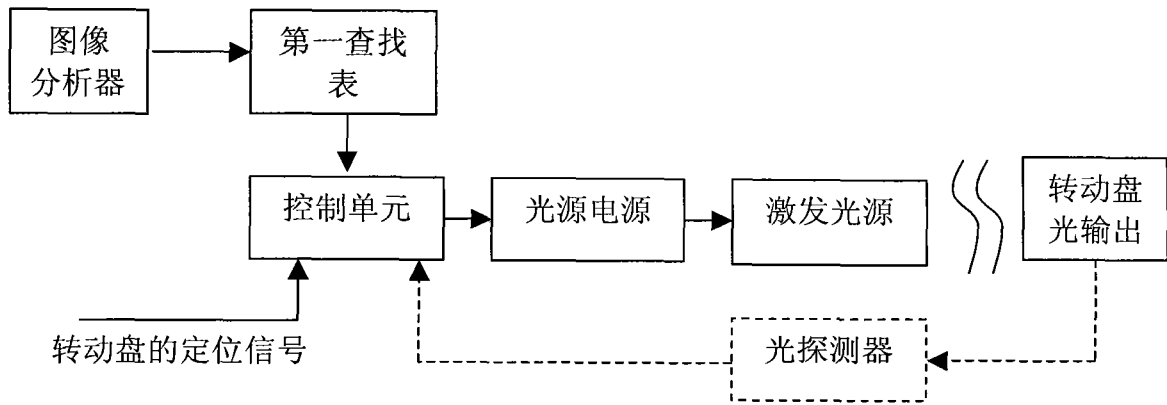 图像
分析器
第一查找
表
控制单元
光源电源
激发光源
转动盘
光输出
转动盘的定位信号
光探测器